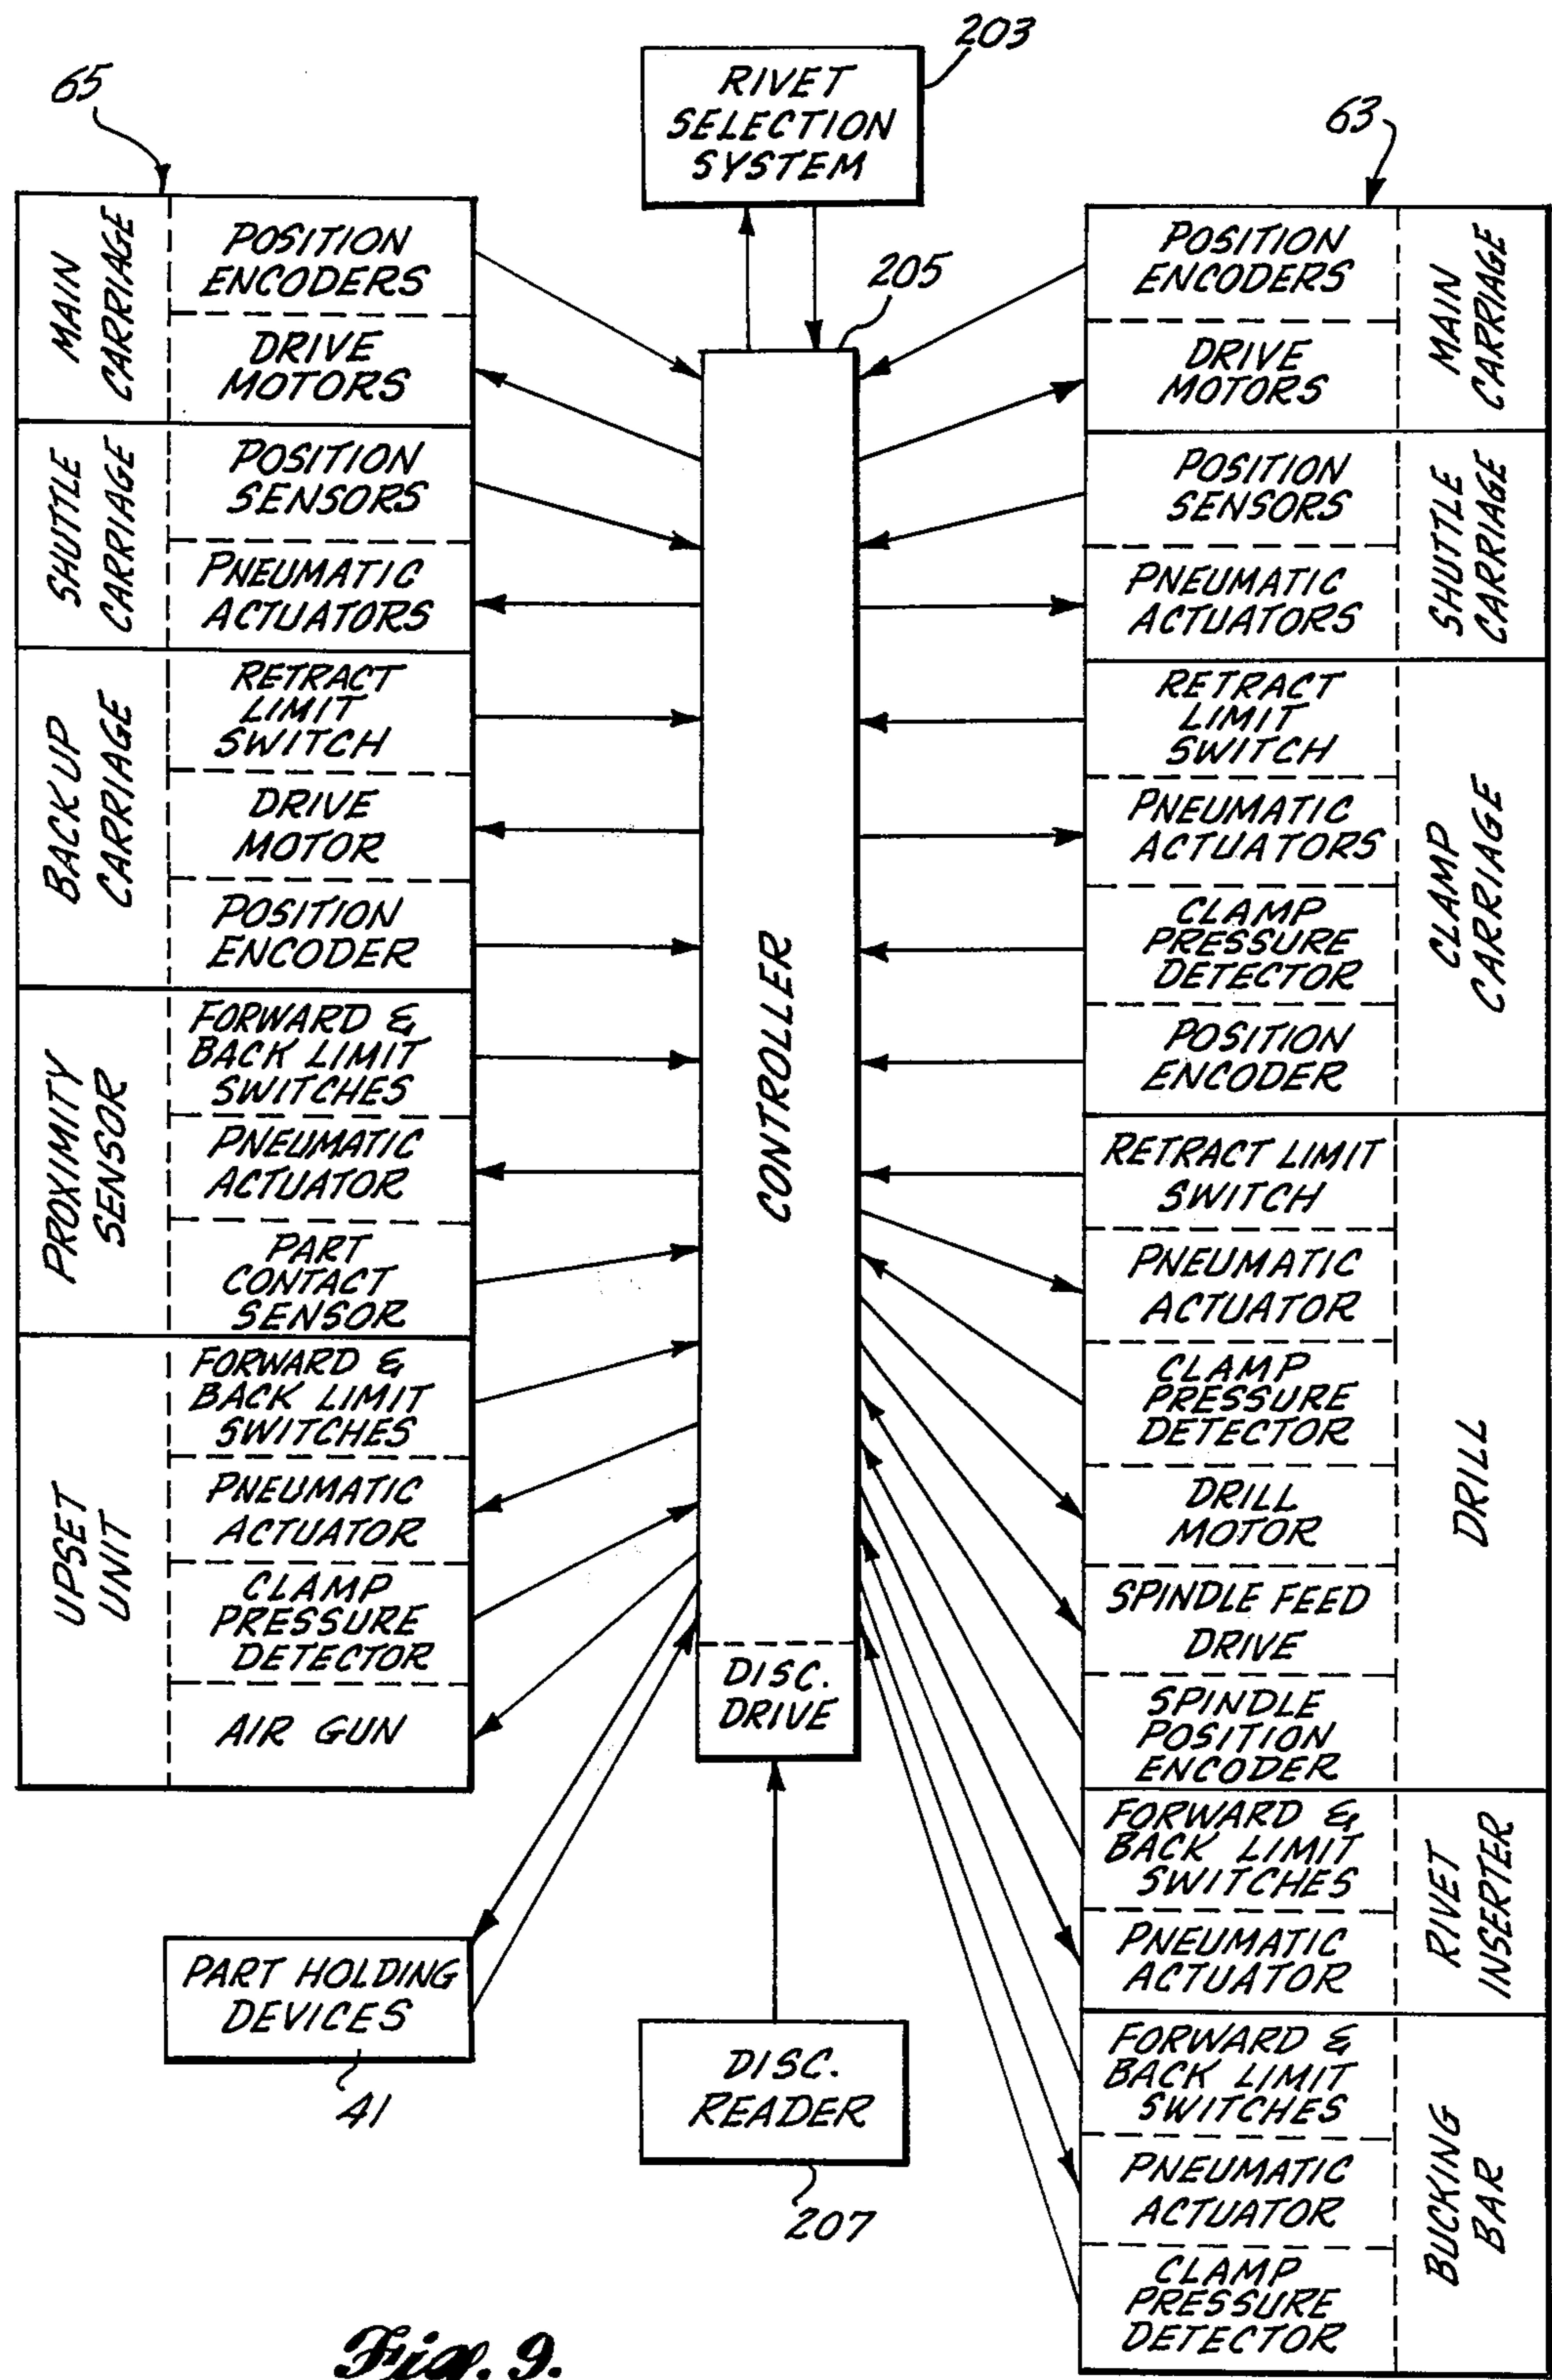 203
RIVET
SELECTION
SYSTEM
65
MAIN
CARRIAGE
POSITION
ENCODERS
DRIVE
MOTORS
SHUTTLE
CARRIAGE
POSITION
SENSORS
PNEUMATIC
ACTUATORS
BACKUP
CARRIAGE
RETRACT
LIMIT
SWITCH
DRIVE
MOTOR
POSITION
ENCODER
PROXIMITY
SENSOR
FORWARD &
BACK LIMIT
SWITCHES
PNEUMATIC
ACTUATOR
PART
CONTACT
SENSOR
UPSET
UNIT
FORWARD &
BACK LIMIT
SWITCHES
PNEUMATIC
ACTUATOR
CLAMP
PRESSURE
DETECTOR
AIR GUN
PART HOLDING
DEVICES
41
205
CONTROLLER
DISC.
DRIVE
DISC.
READER
207
63
POSITION
ENCODERS
DRIVE
MOTORS
MAIN
CARRIAGE
POSITION
SENSORS
PNEUMATIC
ACTUATORS
SHUTTLE
CARRIAGE
RETRACT
LIMIT
SWITCH
PNEUMATIC
ACTUATORS
CLAMP
PRESSURE
DETECTOR
POSITION
ENCODER
CLAMP
CARRIAGE
RETRACT LIMIT
SWITCH
PNEUMATIC
ACTUATOR
CLAMP
PRESSURE
DETECTOR
DRILL
MOTOR
SPINDLE FEED
DRIVE
SPINDLE
POSITION
ENCODER
DRILL
FORWARD &
BACK LIMIT
SWITCHES
PNEUMATIC
ACTUATOR
RIVET
INSERTER
FORWARD &
BACK LIMIT
SWITCHES
PNEUMATIC
ACTUATOR
CLAMP
PRESSURE
DETECTOR
BUCKING
BAR
Fig. 9.